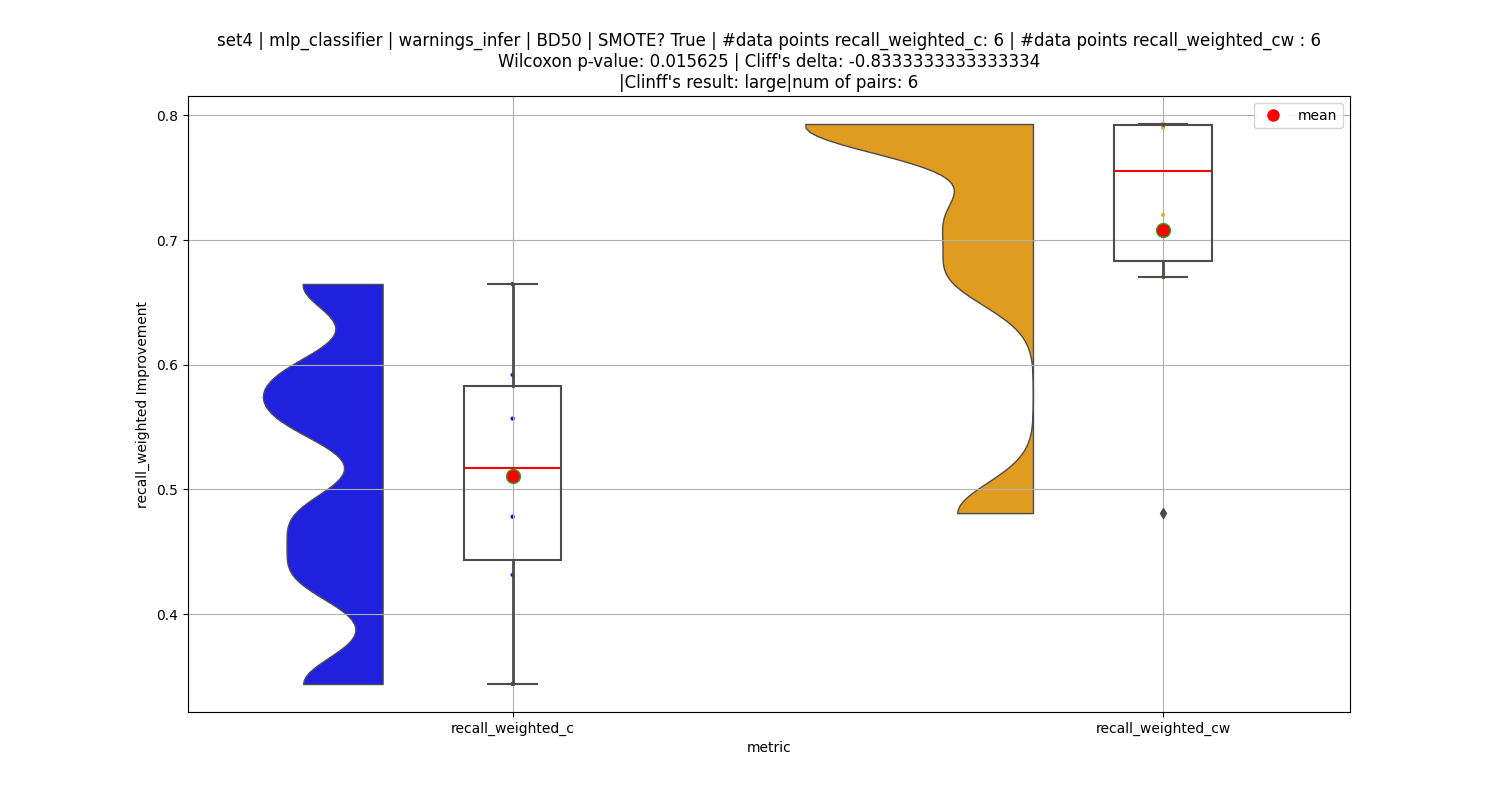 set4 | mlp_classifier | warnings_infer | BD50 | SMOTE? True | #data points recall_weighted_c: 6 | #data points recall_weighted_cw : 6
Wilcoxon p-value: 0.015625 | Cliff's delta: -0.8333333333333334
|Clinff's result: large|num of pairs: 6
mean
0.8
0.7
0.6
0.5
0.4
recall_weighted Improvement
recall_weighted_c
recall_weighted_cw
metric